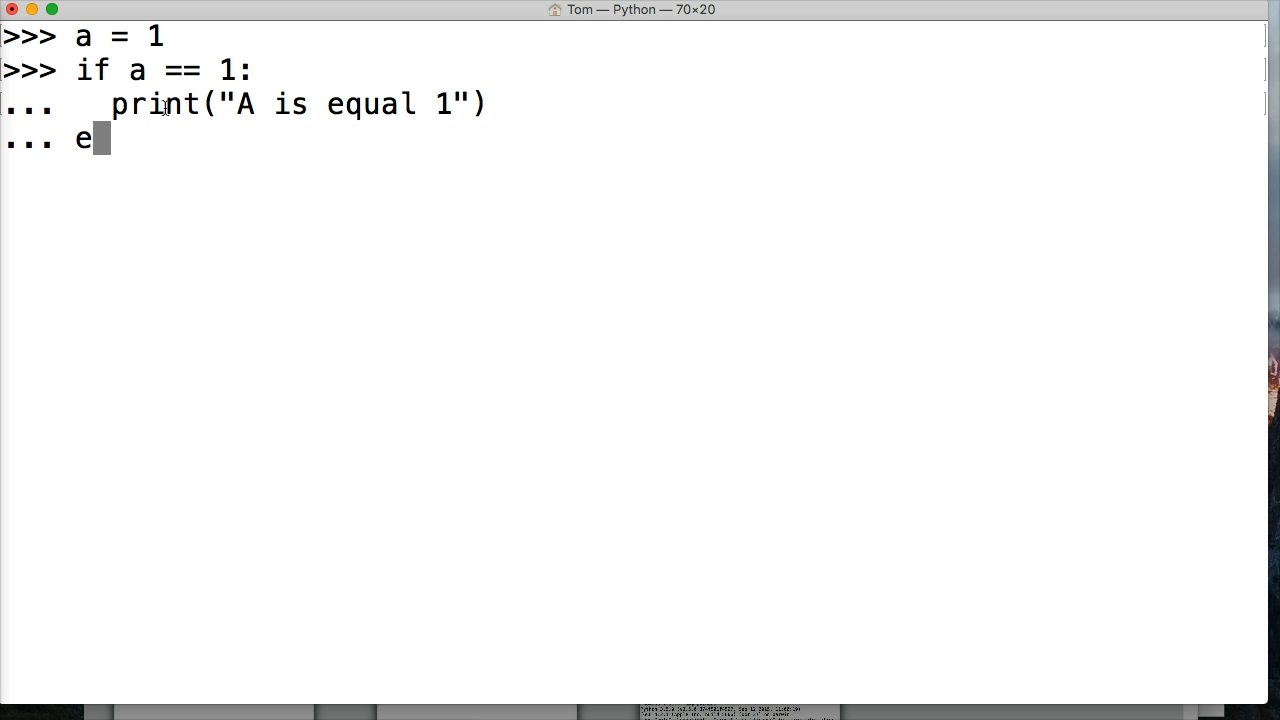 Tom — Python — 70×20
>>> a = 1
>>> if a == 1:
...   print("A is equal 1")
... e